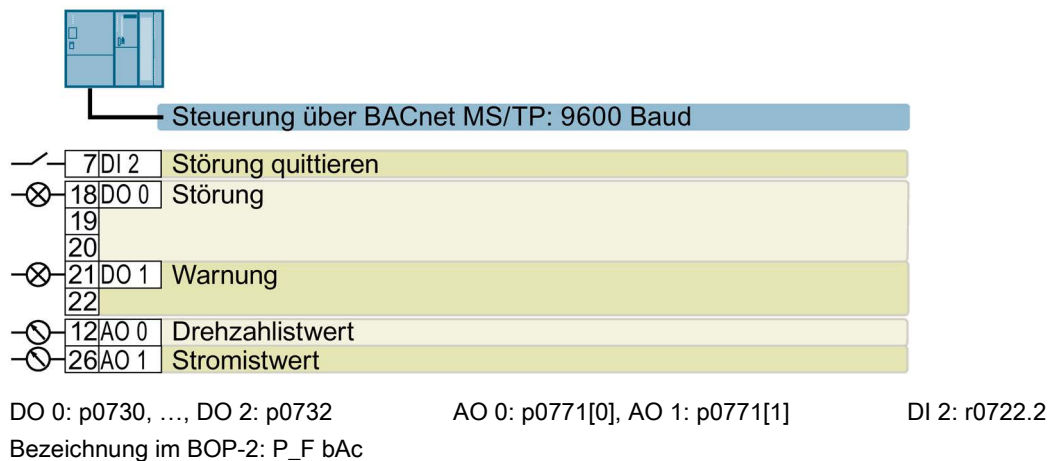 Steuerung über BACnet MS/TP: 9600 Baud
7 DI 2 Störung quittieren
18 DO 0 Störung
19
20
21 DO 1 Warnung
22
12 AO 0 Drehzahlistwert
26 AO 1 Stromistwert
DO 0: p0730, …, DO 2: p0732 AO 0: p0771[0], AO 1: p0771[1] DI 2: r0722.2
Bezeichnung im BOP-2: P_F bAc